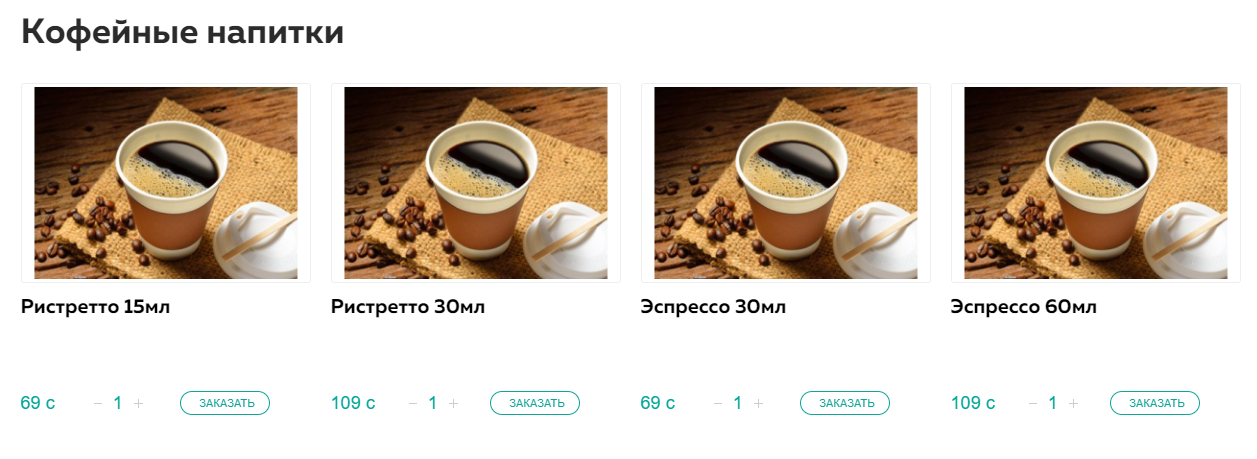 Кофейные напитки
Ристретто 15мл
Ристретто 30мл
Эспрессо 30мл
Эспрессо 60мл
69 с − 1 + ЗАКАЗАТЬ
109 с − 1 + ЗАКАЗАТЬ
69 с − 1 + ЗАКАЗАТЬ
109 с − 1 + ЗАКАЗАТЬ